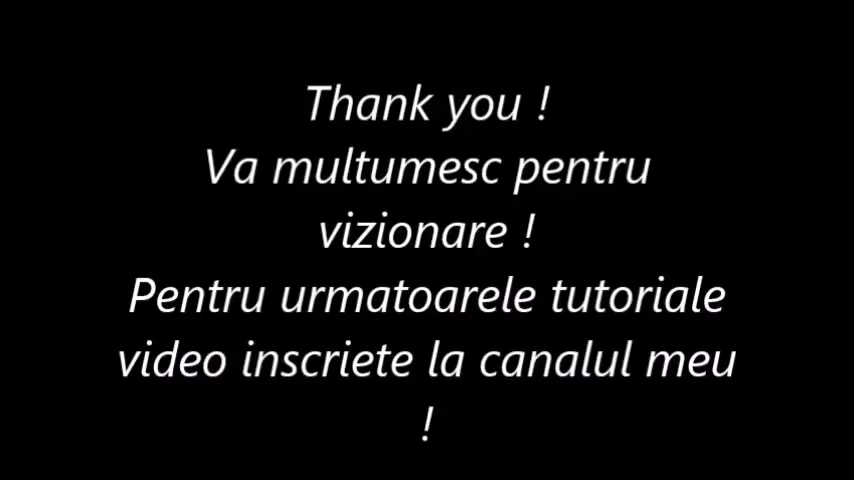 Thank you !
Va multumesc pentru
vizionare !
Pentru urmatoarele tutoriale
video inscriete la canalul meu
!